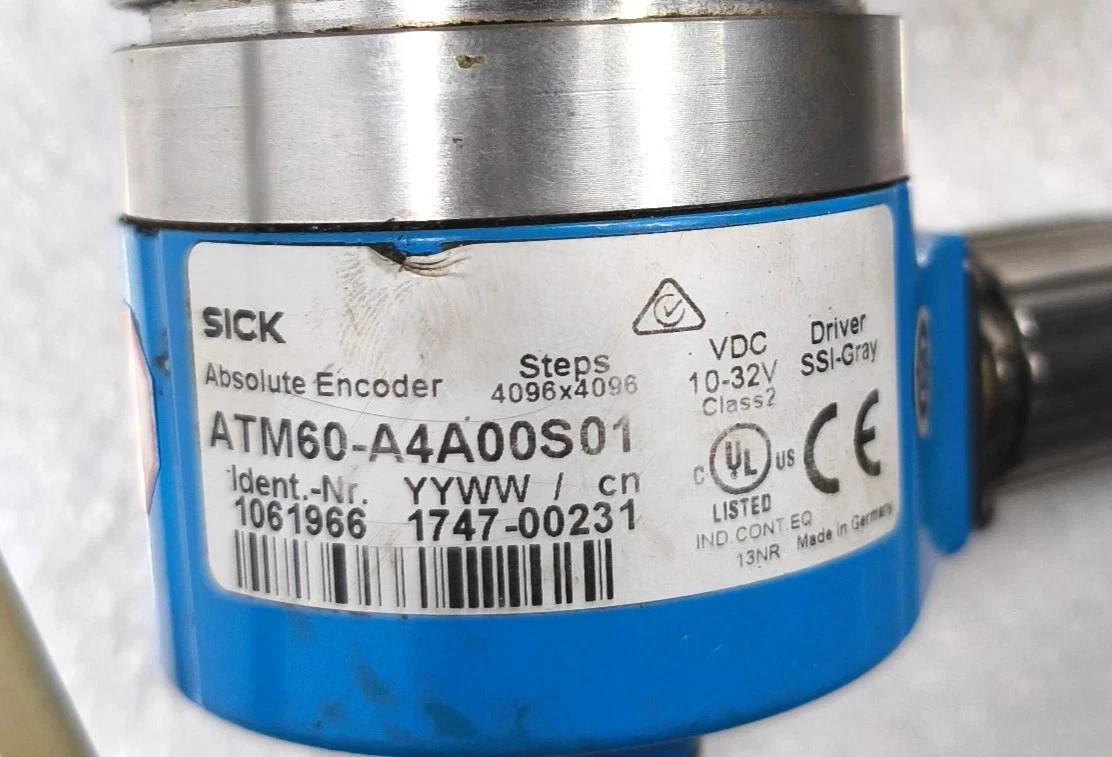 SICK
Absolute Encoder
Steps
4096x4096
VDC
10-32V
Class2
Driver
SSI-Gray
ATM60-A4A00S01
Ident.-Nr. YYWW / cn
1061966 1747-00231
C UL US
LISTED
IND.CONT.EQ
13NR
CE
Made in Germany